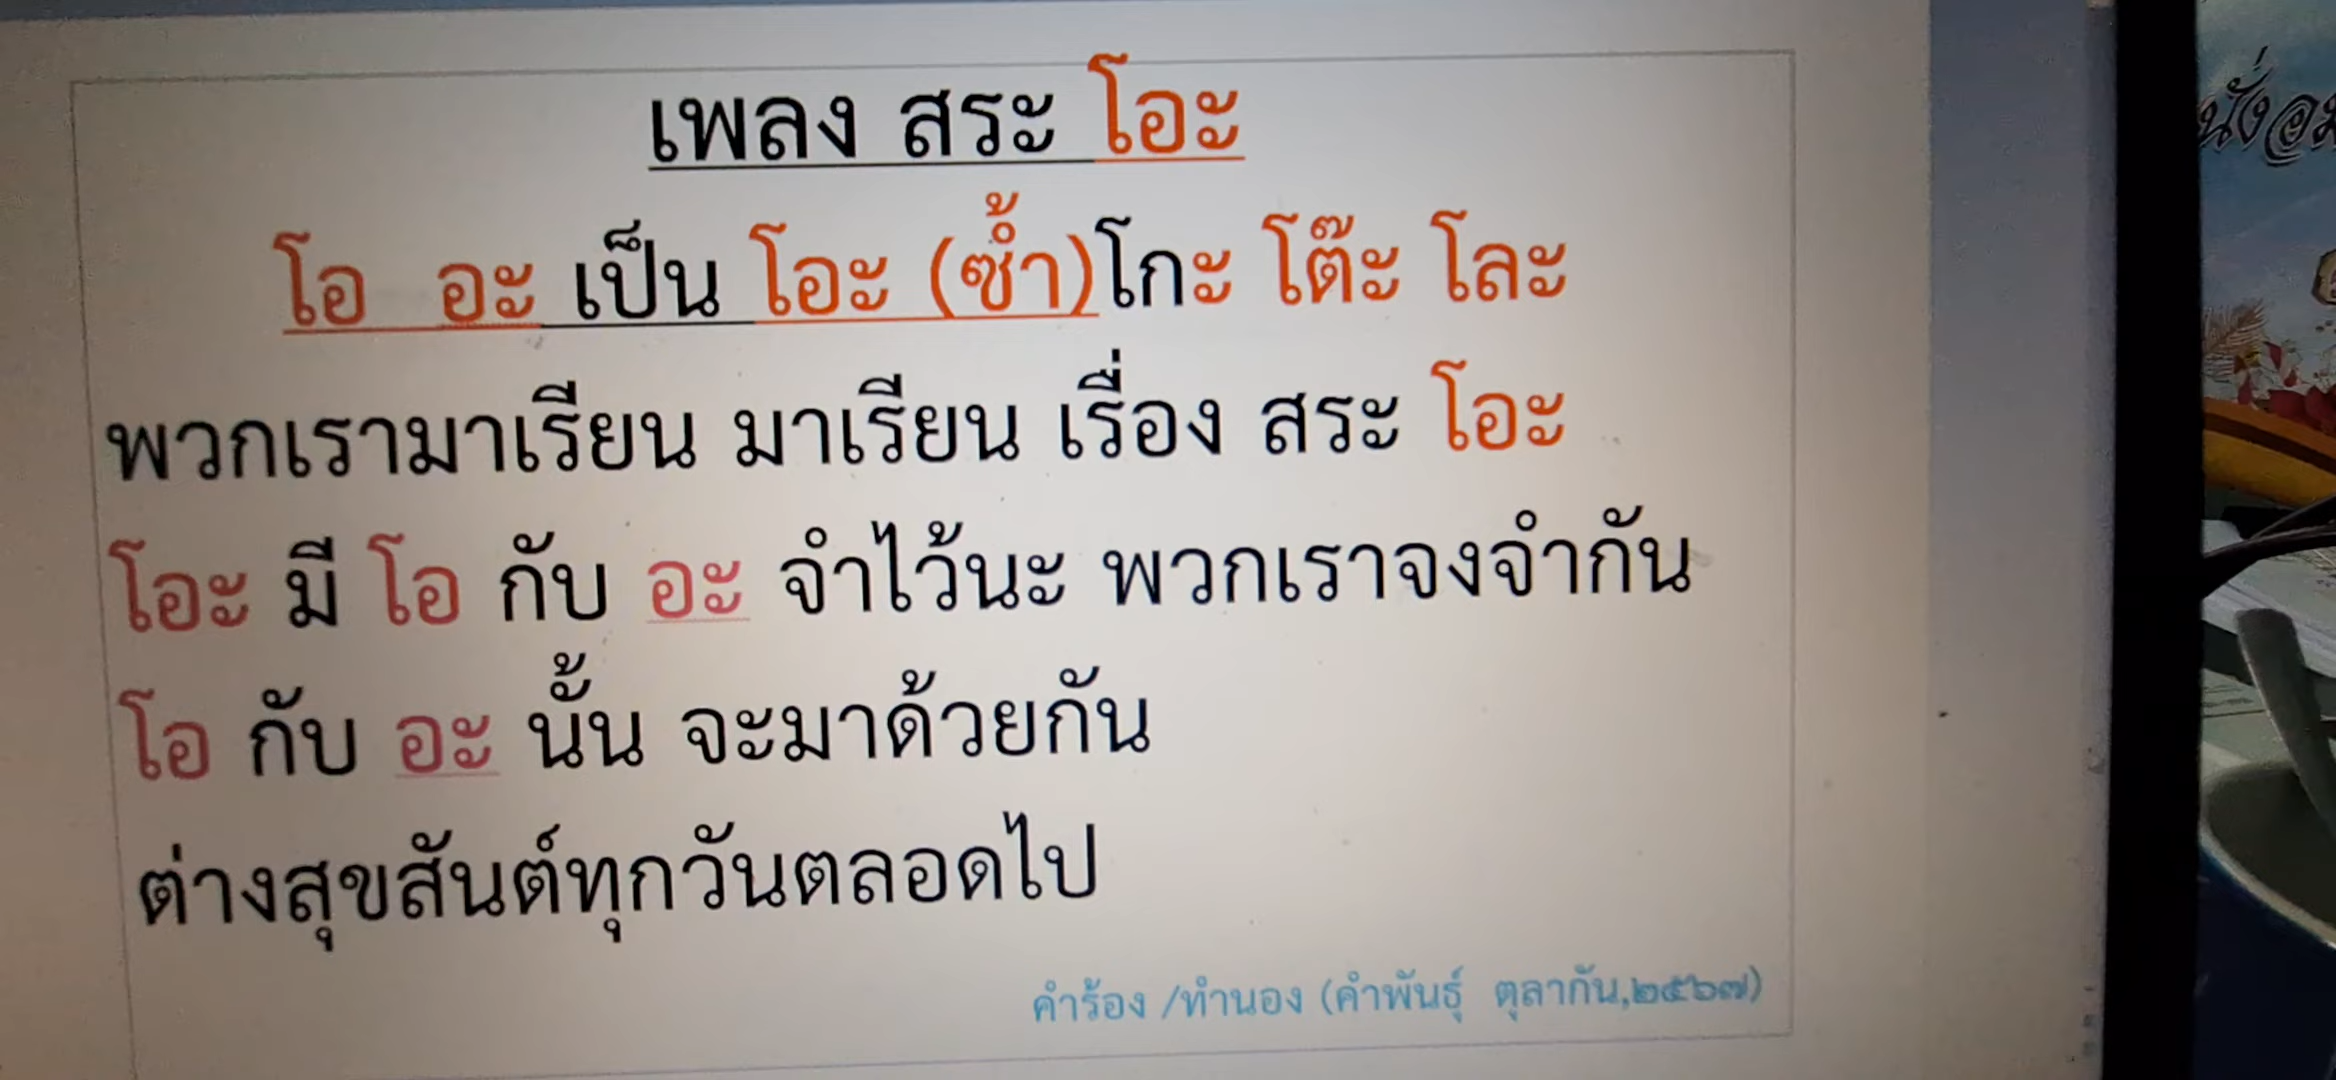 เพลง สระ โอะ
โอ อะ เป็น โอะ (ซ้ำ)โกะ โต๊ะ โละ
พวกเรามาเรียน มาเรียน เรื่อง สระ โอะ
โอะ มี โอ กับ อะ จำไว้นะ พวกเราจงจำกัน
โอ กับ อะ นั้น จะมาด้วยกัน
ต่างสุขสันต์ทุกวันตลอดไป
คำร้อง /ทำนอง (คำพันธุ์ ตุลากัน,๒๕๖๗)